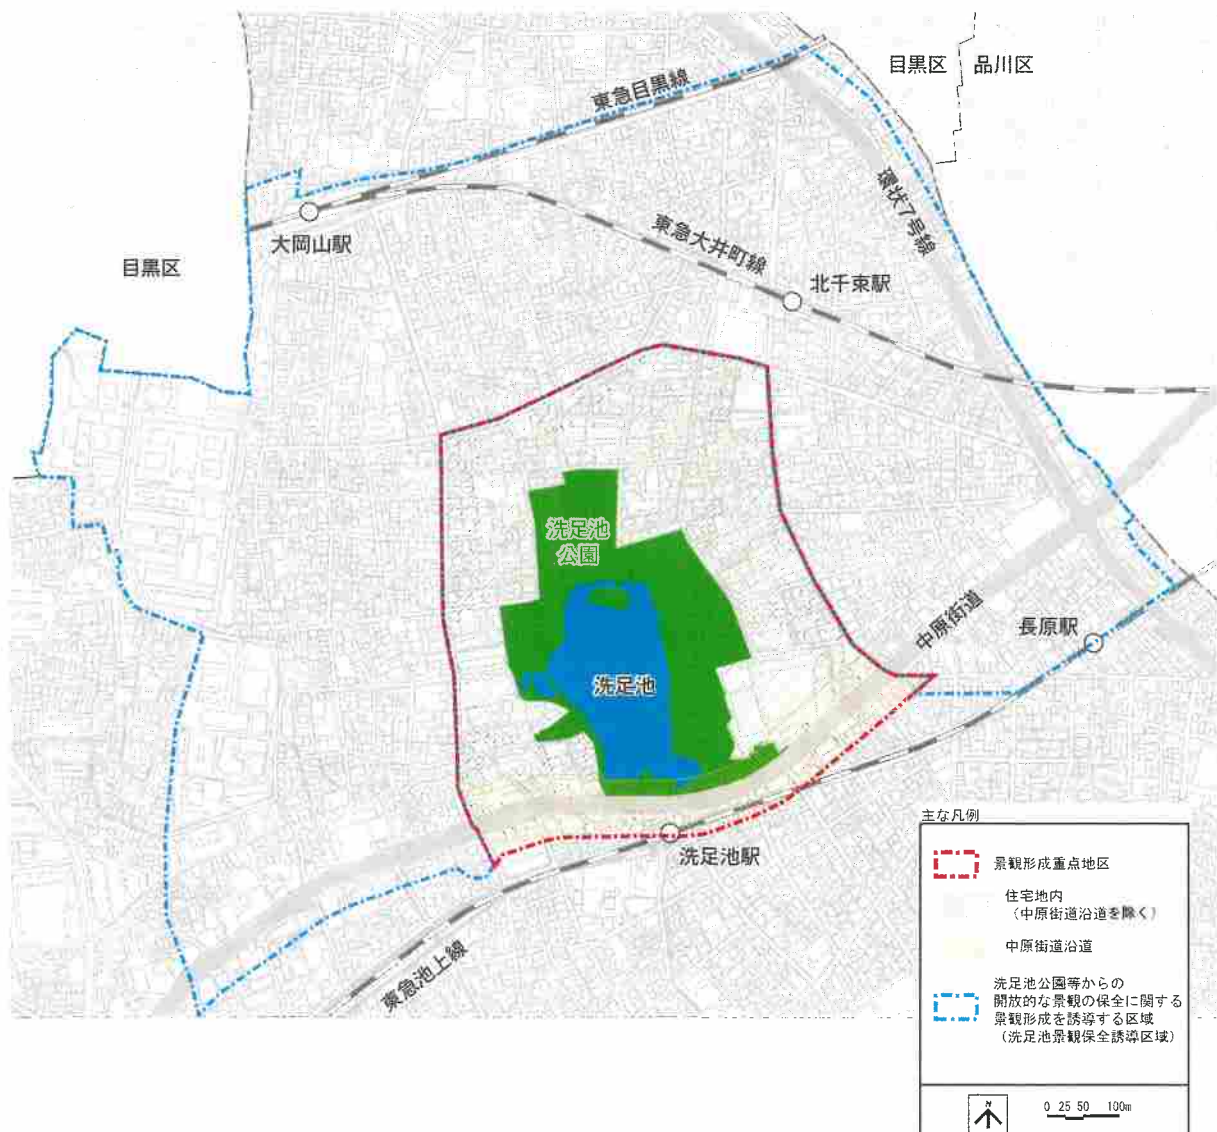 目黒区
品川区
東急目黒線
環状7号線
大岡山駅
東急大井町線
目黒区
北千束駅
洗足池
公園
中原街道
長原駅
洗足池
洗足池駅
東急池上線
主な凡例
景観形成重点地区
住宅地内
（中原街道沿道を除く）
中原街道沿道
洗足池公園等からの
開放的な景観の保全に関する
景観形成を誘導する区域
（洗足池景観保全誘導区域）
N
0 25 50 100m